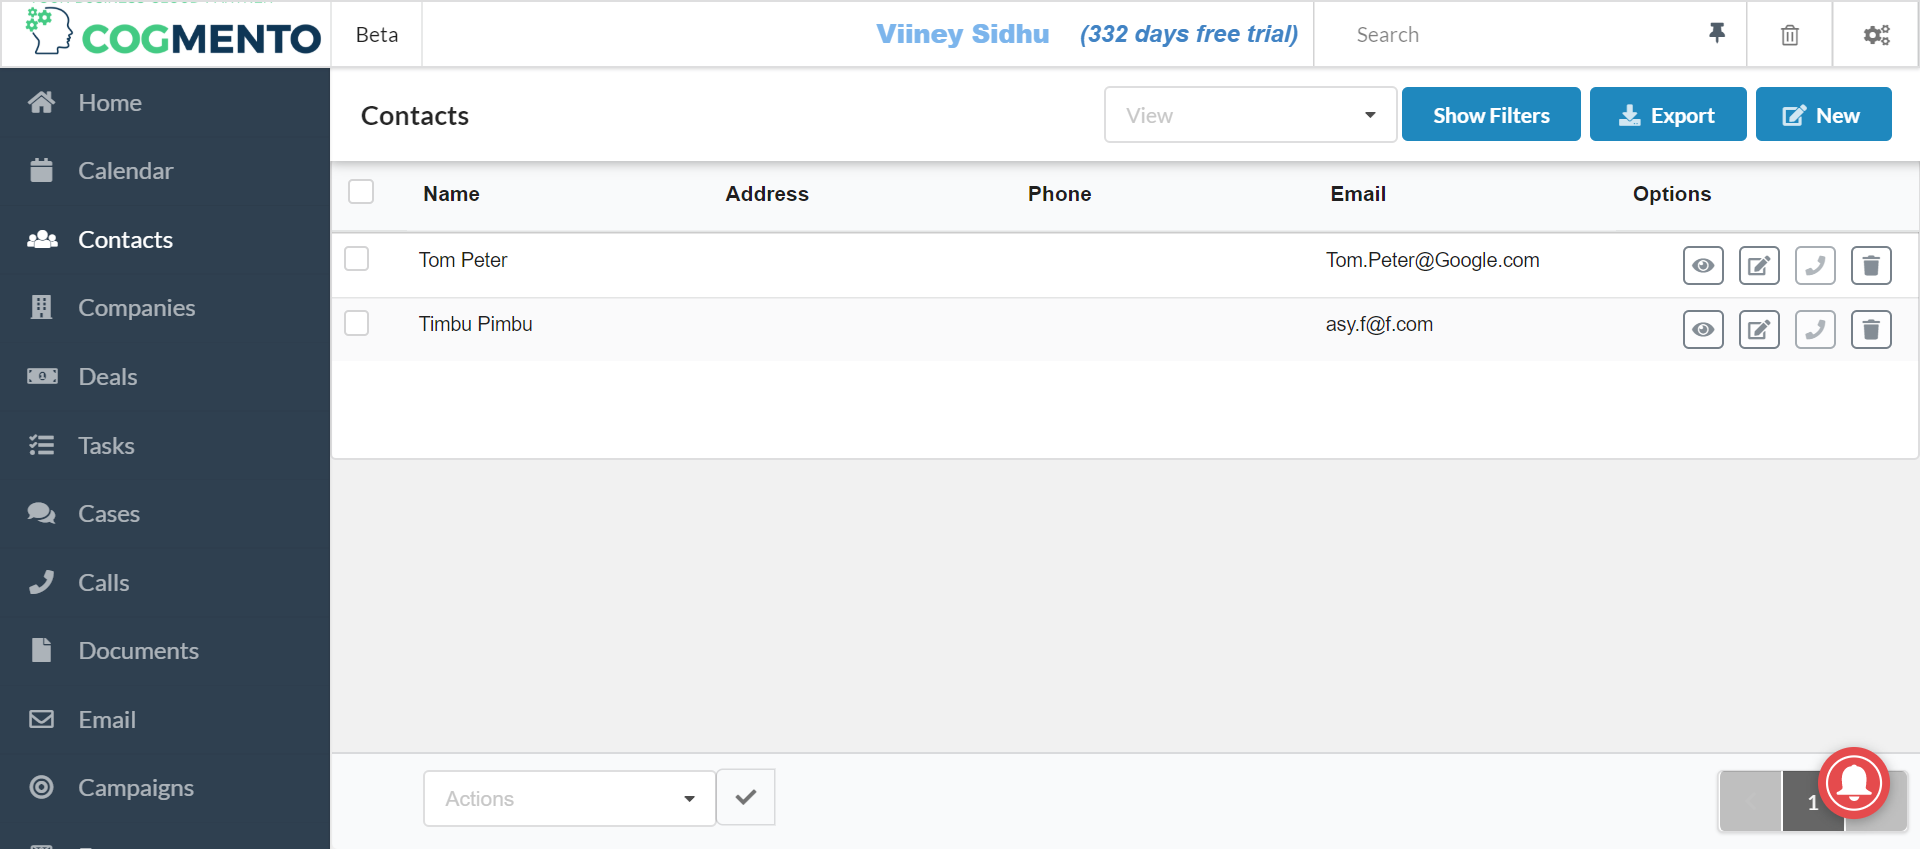 COGMENTO
Beta
Viiney Sidhu
(332 days free trial)
Search
Home
Calendar
Contacts
Companies
Deals
Tasks
Cases
Calls
Documents
Email
Campaigns
Contacts
View
Show Filters
Export
New
Name Address Phone Email Options
Tom Peter Tom.Peter@Google.com
Timbu Pimbu asy.f@f.com
Actions
1